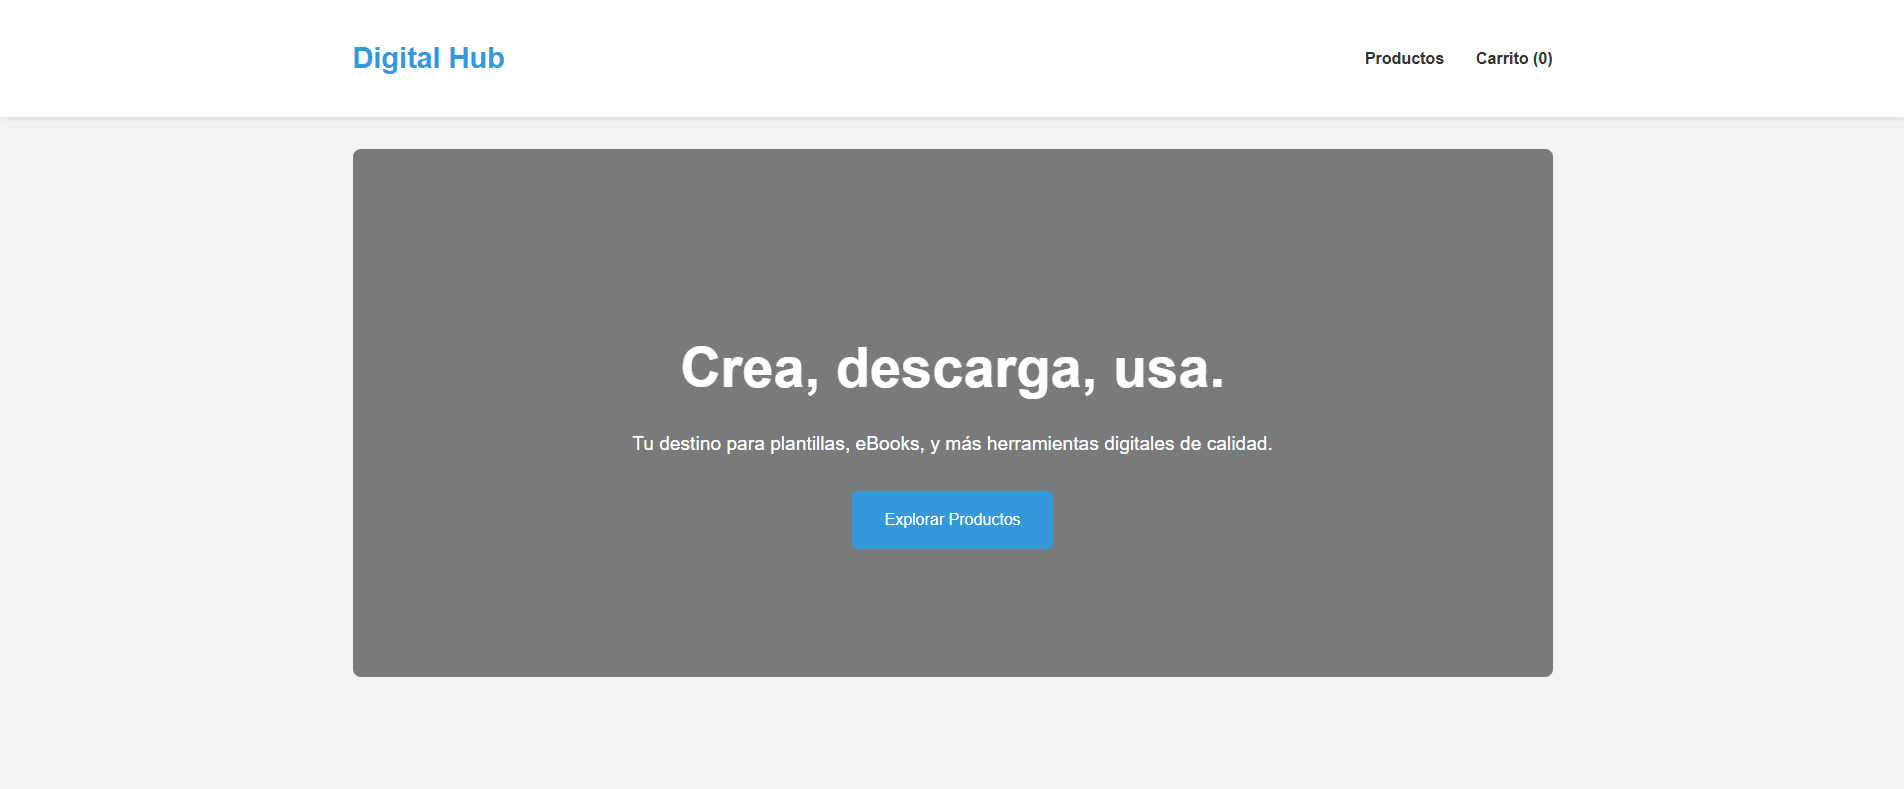 Digital Hub
Productos
Carrito (0)
Crea, descarga, usa.
Tu destino para plantillas, eBooks, y más herramientas digitales de calidad.
Explorar Productos